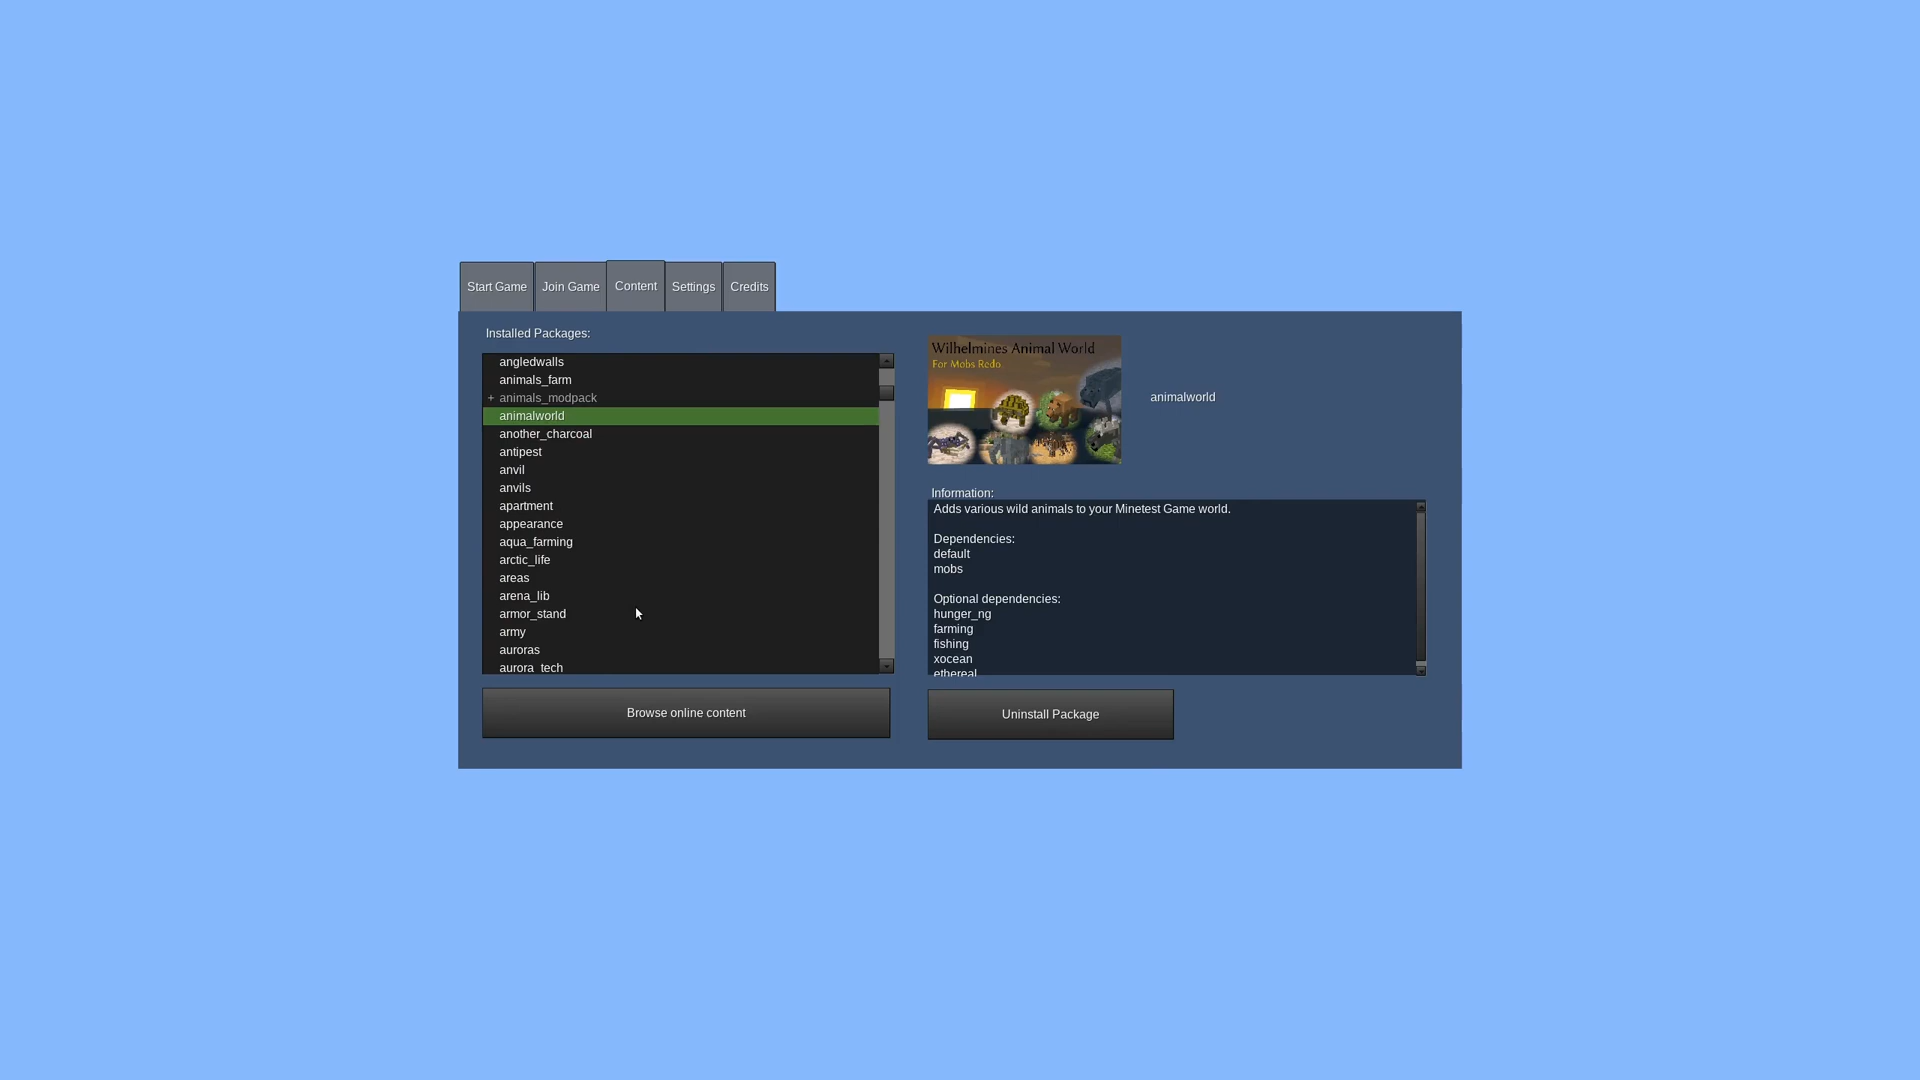 Start Game
Join Game
Content
Settings
Credits
Installed Packages:
angledwalls
animals_farm
+ animals_modpack
animalworld
another_charcoal
antipest
anvil
anvils
apartment
appearance
aqua_farming
arctic_life
areas
arena_lib
armor_stand
army
auroras
aurora_tech
Browse online content
Wilhelmines Animal World
For Mobs Redo
animalworld
Information:
Adds various wild animals to your Minetest Game world.
Dependencies:
default
mobs
Optional dependencies:
hunger_ng
farming
fishing
xocean
ethereal
Uninstall Package